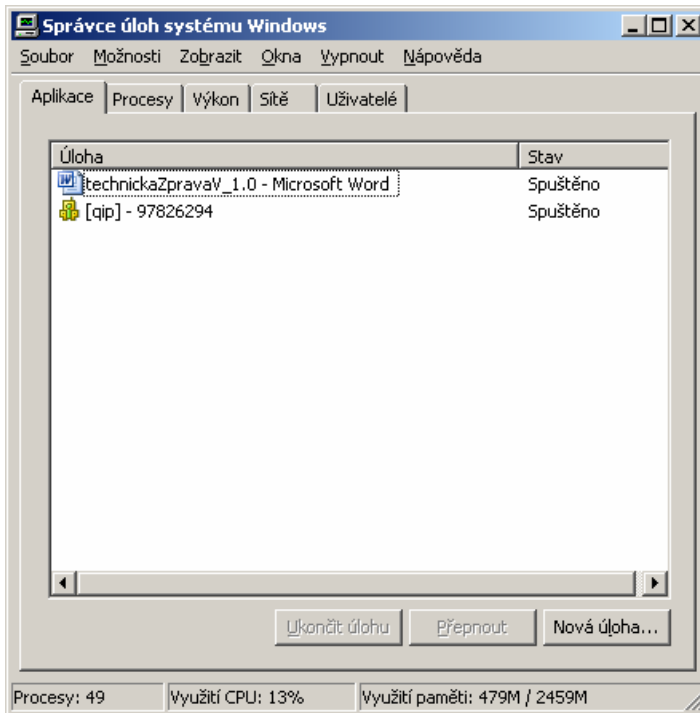 Správce úloh systému Windows
Soubor Možnosti Zobrazit Okna Vypnout Nápověda
Aplikace Procesy Výkon Sítě Uživatelé
Úloha Stav
technickaZpravaV_1.0 - Microsoft Word Spuštěno
[qip] - 97826294 Spuštěno
Ukončit úlohu Přepnout Nová úloha...
Procesy: 49 Využití CPU: 13% Využití paměti: 479M / 2459M